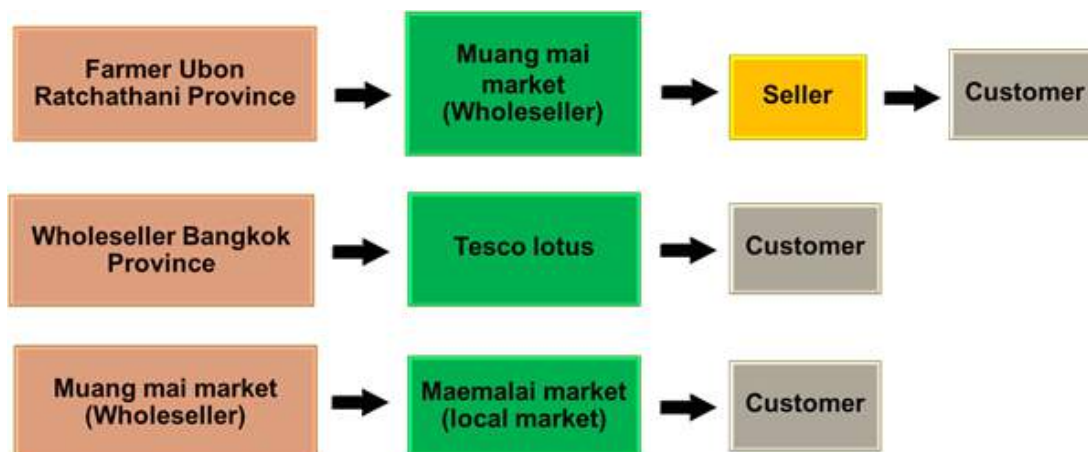 Farmer Ubon
Ratchathani Province
Muang mai
market
(Wholeseller)
Seller
Customer
Wholeseller Bangkok
Province
Tesco lotus
Customer
Muang mai market
(Wholeseller)
Maemalai market
(local market)
Customer